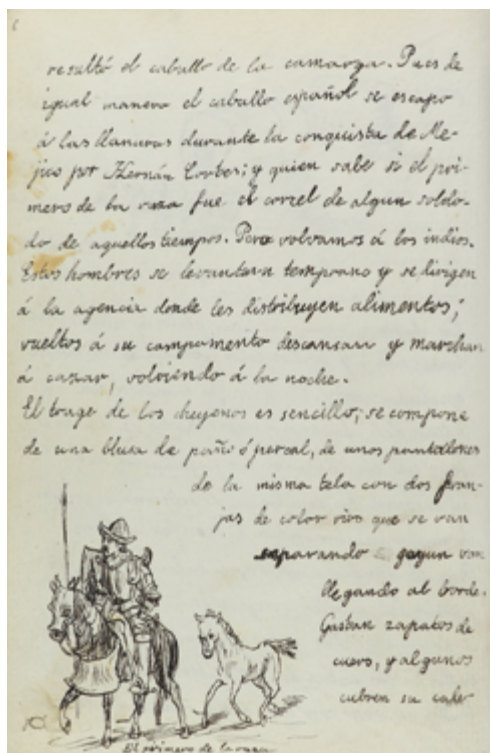 6
resultó el caballo de la camarga. Pues de
igual manera el caballo español se escapo
á las llanuras durante la conquista de Me-
jico por Hernán Cortes; y quien sabe si el pri-
mero de la raza fue el corcel de algun solda-
do de aquellos tiempos. Pero volvamos á los indios.
Estos hombres se levantan temprano y se dirigen
á la agencia donde les distribuyen alimentos;
vueltos á su campamento descansan y marchan
á cazar, volviendo á la noche.
El trage de los cheyenos es sencillo; se compone
de una blusa de paño ó percal, de unos pantalones
de la misma tela con dos fran-
jas de color vivo que se van
separando segun van
llegando al borde.
Gastan zapatos de
cuero, y algunos
cubren su cabe-
El primero de la raza